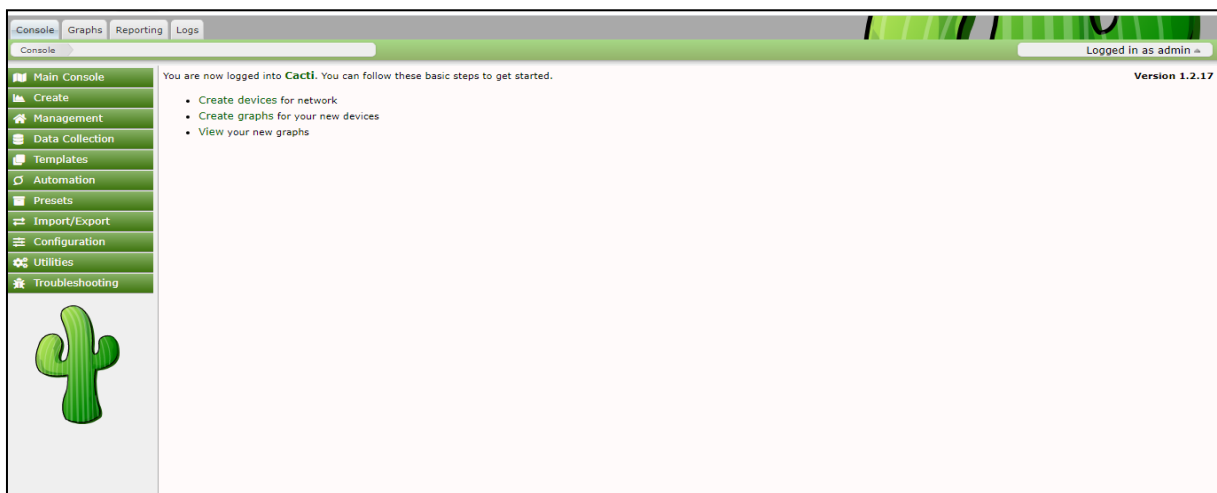 Console Graphs Reporting Logs
Console Logged in as admin
Main Console
Create
Management
Data Collection
Templates
Automation
Presets
Import/Export
Configuration
Utilities
Troubleshooting
You are now logged into Cacti. You can follow these basic steps to get started. Version 1.2.17
• Create devices for network
• Create graphs for your new devices
• View your new graphs